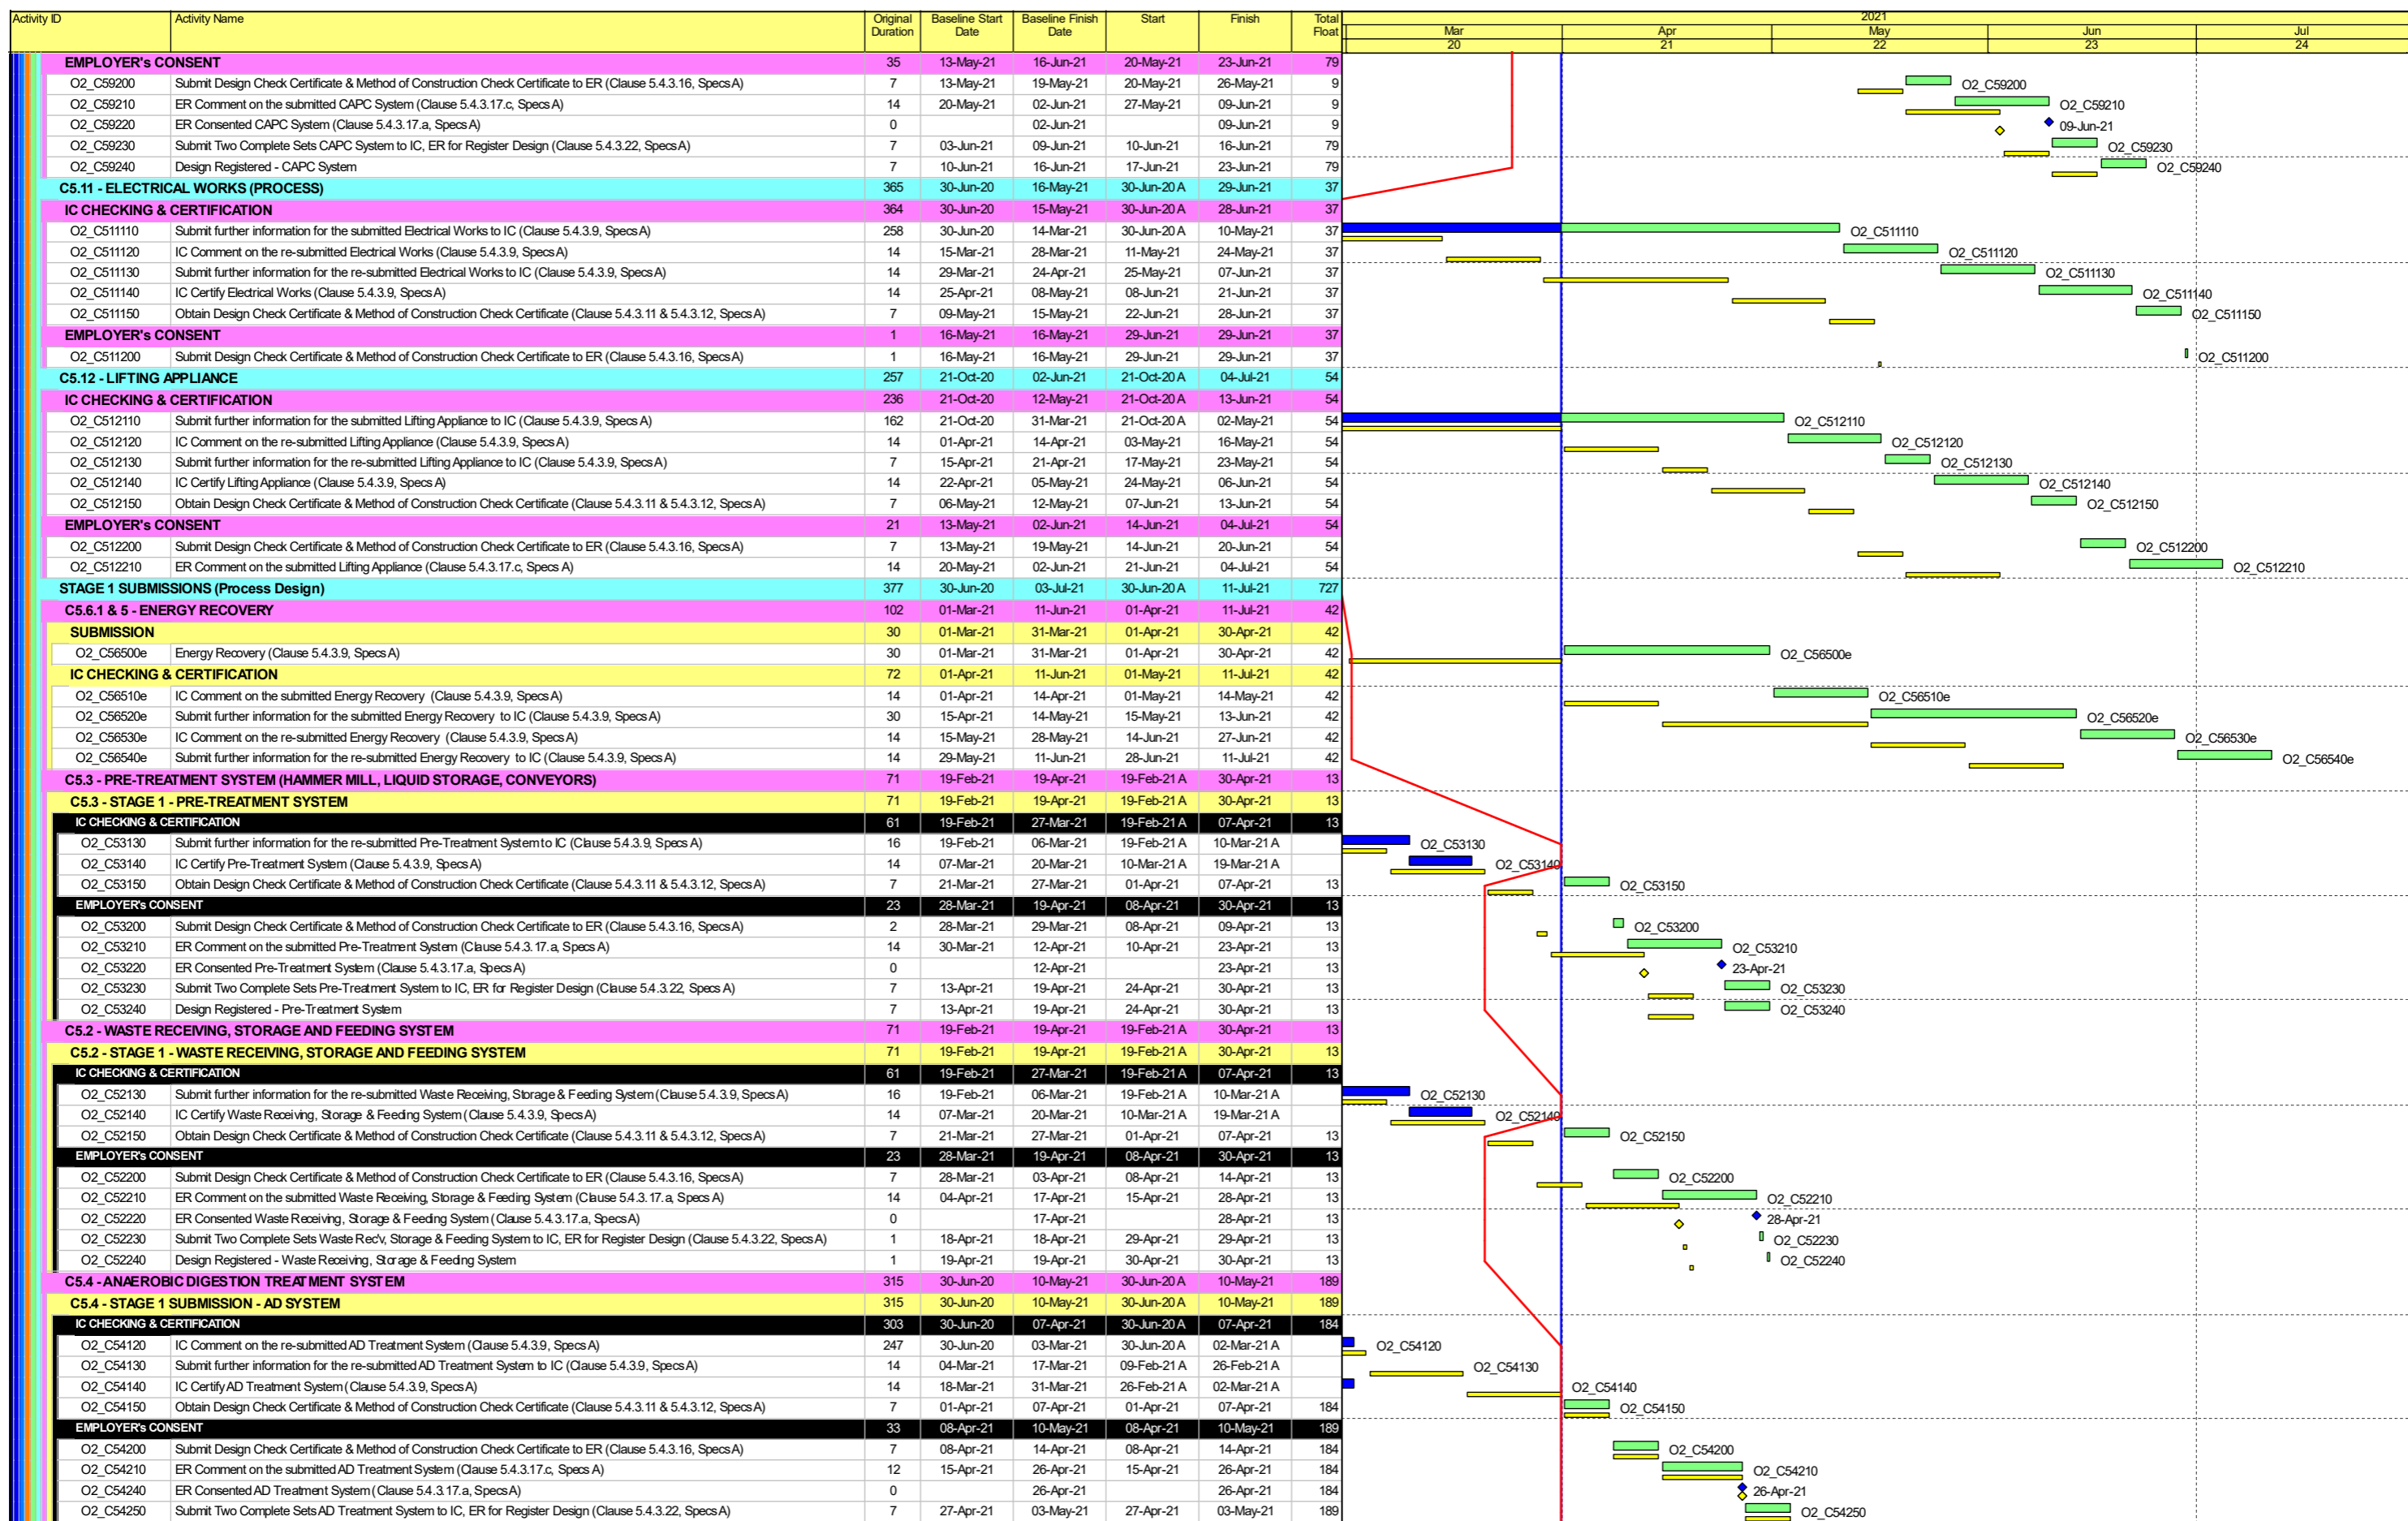 Activity ID Activity Name Original Duration Baseline Start Date Baseline Finish Date Start Finish Total Float 2021
Mar Apr May Jun Jul
20 21 22 23 24
EMPLOYER's CONSENT 35 13-May-21 16-Jun-21 20-May-21 23-Jun-21 79
O2_C59200 Submit Design Check Certificate & Method of Construction Check Certificate to ER (Clause 5.4.3.16, Specs A) 7 13-May-21 19-May-21 20-May-21 26-May-21 9 O2_C59200
O2_C59210 ER Comment on the submitted CAPC System (Clause 5.4.3.17.c, Specs A) 14 20-May-21 02-Jun-21 27-May-21 09-Jun-21 9 O2_C59210
O2_C59220 ER Consented CAPC System (Clause 5.4.3.17.a, Specs A) 0 02-Jun-21 09-Jun-21 9 09-Jun-21
O2_C59230 Submit Two Complete Sets CAPC System to IC, ER for Register Design (Clause 5.4.3.22, Specs A) 7 03-Jun-21 09-Jun-21 10-Jun-21 16-Jun-21 79 O2_C59230
O2_C59240 Design Registered - CAPC System 7 10-Jun-21 16-Jun-21 17-Jun-21 23-Jun-21 79 O2_C59240
C5.11 - ELECTRICAL WORKS (PROCESS) 365 30-Jun-20 16-May-21 30-Jun-20 A 29-Jun-21 37
IC CHECKING & CERTIFICATION 364 30-Jun-20 15-May-21 30-Jun-20 A 28-Jun-21 37
O2_C511110 Submit further information for the submitted Electrical Works to IC (Clause 5.4.3.9, Specs A) 258 30-Jun-20 14-Mar-21 30-Jun-20 A 10-May-21 37 O2_C511110
O2_C511120 IC Comment on the re-submitted Electrical Works (Clause 5.4.3.9, Specs A) 14 15-Mar-21 28-Mar-21 11-May-21 24-May-21 37 O2_C511120
O2_C511130 Submit further information for the re-submitted Electrical Works to IC (Clause 5.4.3.9, Specs A) 14 29-Mar-21 24-Apr-21 25-May-21 07-Jun-21 37 O2_C511130
O2_C511140 IC Certify Electrical Works (Clause 5.4.3.9, Specs A) 14 25-Apr-21 08-May-21 08-Jun-21 21-Jun-21 37 O2_C511140
O2_C511150 Obtain Design Check Certificate & Method of Construction Check Certificate (Clause 5.4.3.11 & 5.4.3.12, Specs A) 7 09-May-21 15-May-21 22-Jun-21 28-Jun-21 37 O2_C511150
EMPLOYER's CONSENT 1 16-May-21 16-May-21 29-Jun-21 29-Jun-21 37
O2_C511200 Submit Design Check Certificate & Method of Construction Check Certificate to ER (Clause 5.4.3.16, Specs A) 1 16-May-21 16-May-21 29-Jun-21 29-Jun-21 37 O2_C511200
C5.12 - LIFTING APPLIANCE 257 21-Oct-20 02-Jun-21 21-Oct-20 A 04-Jul-21 54
IC CHECKING & CERTIFICATION 236 21-Oct-20 12-May-21 21-Oct-20 A 13-Jun-21 54
O2_C512110 Submit further information for the submitted Lifting Appliance to IC (Clause 5.4.3.9, Specs A) 162 21-Oct-20 31-Mar-21 21-Oct-20 A 02-May-21 54 O2_C512110
O2_C512120 IC Comment on the re-submitted Lifting Appliance (Clause 5.4.3.9, Specs A) 14 01-Apr-21 14-Apr-21 03-May-21 16-May-21 54 O2_C512120
O2_C512130 Submit further information for the re-submitted Lifting Appliance to IC (Clause 5.4.3.9, Specs A) 7 15-Apr-21 21-Apr-21 17-May-21 23-May-21 54 O2_C512130
O2_C512140 IC Certify Lifting Appliance (Clause 5.4.3.9, Specs A) 14 22-Apr-21 05-May-21 24-May-21 06-Jun-21 54 O2_C512140
O2_C512150 Obtain Design Check Certificate & Method of Construction Check Certificate (Clause 5.4.3.11 & 5.4.3.12, Specs A) 7 06-May-21 12-May-21 07-Jun-21 13-Jun-21 54 O2_C512150
EMPLOYER's CONSENT 21 13-May-21 02-Jun-21 14-Jun-21 04-Jul-21 54
O2_C512200 Submit Design Check Certificate & Method of Construction Check Certificate to ER (Clause 5.4.3.16, Specs A) 7 13-May-21 19-May-21 14-Jun-21 20-Jun-21 54 O2_C512200
O2_C512210 ER Comment on the submitted Lifting Appliance (Clause 5.4.3.17.c, Specs A) 14 20-May-21 02-Jun-21 21-Jun-21 04-Jul-21 54 O2_C512210
STAGE 1 SUBMISSIONS (Process Design) 377 30-Jun-20 03-Jul-21 30-Jun-20 A 11-Jul-21 727
C5.6.1 & 5 - ENERGY RECOVERY 102 01-Mar-21 11-Jun-21 01-Apr-21 11-Jul-21 42
SUBMISSION 30 01-Mar-21 31-Mar-21 01-Apr-21 30-Apr-21 42
O2_C56500e Energy Recovery (Clause 5.4.3.9, Specs A) 30 01-Mar-21 31-Mar-21 01-Apr-21 30-Apr-21 42 O2_C56500e
IC CHECKING & CERTIFICATION 72 01-Apr-21 11-Jun-21 01-May-21 11-Jul-21 42
O2_C56510e IC Comment on the submitted Energy Recovery (Clause 5.4.3.9, Specs A) 14 01-Apr-21 14-Apr-21 01-May-21 14-May-21 42 O2_C56510e
O2_C56520e Submit further information for the submitted Energy Recovery to IC (Clause 5.4.3.9, Specs A) 30 15-Apr-21 14-May-21 15-May-21 13-Jun-21 42 O2_C56520e
O2_C56530e IC Comment on the re-submitted Energy Recovery (Clause 5.4.3.9, Specs A) 14 15-May-21 28-May-21 14-Jun-21 27-Jun-21 42 O2_C56530e
O2_C56540e Submit further information for the re-submitted Energy Recovery to IC (Clause 5.4.3.9, Specs A) 14 29-May-21 11-Jun-21 28-Jun-21 11-Jul-21 42 O2_C56540e
C5.3 - PRE-TREATMENT SYSTEM (HAMMER MILL, LIQUID STORAGE, CONVEYORS) 71 19-Feb-21 19-Apr-21 19-Feb-21 A 30-Apr-21 13
C5.3 - STAGE 1 - PRE-TREATMENT SYSTEM 71 19-Feb-21 19-Apr-21 19-Feb-21 A 30-Apr-21 13
IC CHECKING & CERTIFICATION 61 19-Feb-21 27-Mar-21 19-Feb-21 A 07-Apr-21 13
O2_C53130 Submit further information for the re-submitted Pre-Treatment System to IC (Clause 5.4.3.9, Specs A) 16 19-Feb-21 06-Mar-21 19-Feb-21 A 10-Mar-21 A O2_C53130
O2_C53140 IC Certify Pre-Treatment System (Clause 5.4.3.9, Specs A) 14 07-Mar-21 20-Mar-21 10-Mar-21 A 19-Mar-21 A O2_C53140
O2_C53150 Obtain Design Check Certificate & Method of Construction Check Certificate (Clause 5.4.3.11 & 5.4.3.12, Specs A) 7 21-Mar-21 27-Mar-21 01-Apr-21 07-Apr-21 13 O2_C53150
EMPLOYER's CONSENT 23 28-Mar-21 19-Apr-21 08-Apr-21 30-Apr-21 13
O2_C53200 Submit Design Check Certificate & Method of Construction Check Certificate to ER (Clause 5.4.3.16, Specs A) 2 28-Mar-21 29-Mar-21 08-Apr-21 09-Apr-21 13 O2_C53200
O2_C53210 ER Comment on the submitted Pre-Treatment System (Clause 5.4.3.17.a, Specs A) 14 30-Mar-21 12-Apr-21 10-Apr-21 23-Apr-21 13 O2_C53210
O2_C53220 ER Consented Pre-Treatment System (Clause 5.4.3.17.a, Specs A) 0 12-Apr-21 23-Apr-21 13 23-Apr-21
O2_C53230 Submit Two Complete Sets Pre-Treatment System to IC, ER for Register Design (Clause 5.4.3.22, Specs A) 7 13-Apr-21 19-Apr-21 24-Apr-21 30-Apr-21 13 O2_C53230
O2_C53240 Design Registered - Pre-Treatment System 7 13-Apr-21 19-Apr-21 24-Apr-21 30-Apr-21 13 O2_C53240
C5.2 - WASTE RECEIVING, STORAGE AND FEEDING SYSTEM 71 19-Feb-21 19-Apr-21 19-Feb-21 A 30-Apr-21 13
C5.2 - STAGE 1 - WASTE RECEIVING, STORAGE AND FEEDING SYSTEM 71 19-Feb-21 19-Apr-21 19-Feb-21 A 30-Apr-21 13
IC CHECKING & CERTIFICATION 61 19-Feb-21 27-Mar-21 19-Feb-21 A 07-Apr-21 13
O2_C52130 Submit further information for the re-submitted Waste Receiving, Storage & Feeding System (Clause 5.4.3.9, Specs A) 16 19-Feb-21 06-Mar-21 19-Feb-21 A 10-Mar-21 A O2_C52130
O2_C52140 IC Certify Waste Receiving, Storage & Feeding System (Clause 5.4.3.9, Specs A) 14 07-Mar-21 20-Mar-21 10-Mar-21 A 19-Mar-21 A O2_C52140
O2_C52150 Obtain Design Check Certificate & Method of Construction Check Certificate (Clause 5.4.3.11 & 5.4.3.12, Specs A) 7 21-Mar-21 27-Mar-21 01-Apr-21 07-Apr-21 13 O2_C52150
EMPLOYER's CONSENT 23 28-Mar-21 19-Apr-21 08-Apr-21 30-Apr-21 13
O2_C52200 Submit Design Check Certificate & Method of Construction Check Certificate to ER (Clause 5.4.3.16, Specs A) 7 28-Mar-21 03-Apr-21 08-Apr-21 14-Apr-21 13 O2_C52200
O2_C52210 ER Comment on the submitted Waste Receiving, Storage & Feeding System (Clause 5.4.3.17.a, Specs A) 14 04-Apr-21 17-Apr-21 15-Apr-21 28-Apr-21 13 O2_C52210
O2_C52220 ER Consented Waste Receiving, Storage & Feeding System (Clause 5.4.3.17.a, Specs A) 0 17-Apr-21 28-Apr-21 13 28-Apr-21
O2_C52230 Submit Two Complete Sets Waste Rec'v, Storage & Feeding System to IC, ER for Register Design (Clause 5.4.3.22, Specs A) 1 18-Apr-21 18-Apr-21 29-Apr-21 29-Apr-21 13 O2_C52230
O2_C52240 Design Registered - Waste Receiving, Storage & Feeding System 1 19-Apr-21 19-Apr-21 30-Apr-21 30-Apr-21 13 O2_C52240
C5.4 - ANAEROBIC DIGESTION TREATMENT SYSTEM 315 30-Jun-20 10-May-21 30-Jun-20 A 10-May-21 189
C5.4 - STAGE 1 SUBMISSION - AD SYSTEM 315 30-Jun-20 10-May-21 30-Jun-20 A 10-May-21 189
IC CHECKING & CERTIFICATION 303 30-Jun-20 07-Apr-21 30-Jun-20 A 07-Apr-21 184
O2_C54120 IC Comment on the re-submitted AD Treatment System (Clause 5.4.3.9, Specs A) 247 30-Jun-20 03-Mar-21 30-Jun-20 A 02-Mar-21 A O2_C54120
O2_C54130 Submit further information for the re-submitted AD Treatment System to IC (Clause 5.4.3.9, Specs A) 14 04-Mar-21 17-Mar-21 09-Feb-21 A 26-Feb-21 A O2_C54130
O2_C54140 IC Certify AD Treatment System (Clause 5.4.3.9, Specs A) 14 18-Mar-21 31-Mar-21 26-Feb-21 A 02-Mar-21 A O2_C54140
O2_C54150 Obtain Design Check Certificate & Method of Construction Check Certificate (Clause 5.4.3.11 & 5.4.3.12, Specs A) 7 01-Apr-21 07-Apr-21 01-Apr-21 07-Apr-21 184 O2_C54150
EMPLOYER's CONSENT 33 08-Apr-21 10-May-21 08-Apr-21 10-May-21 189
O2_C54200 Submit Design Check Certificate & Method of Construction Check Certificate to ER (Clause 5.4.3.16, Specs A) 7 08-Apr-21 14-Apr-21 08-Apr-21 14-Apr-21 184 O2_C54200
O2_C54210 ER Comment on the submitted AD Treatment System (Clause 5.4.3.17.c, Specs A) 12 15-Apr-21 26-Apr-21 15-Apr-21 26-Apr-21 184 O2_C54210
O2_C54240 ER Consented AD Treatment System (Clause 5.4.3.17.a, Specs A) 0 26-Apr-21 26-Apr-21 184 26-Apr-21
O2_C54250 Submit Two Complete Sets AD Treatment System to IC, ER for Register Design (Clause 5.4.3.22, Specs A) 7 27-Apr-21 03-May-21 27-Apr-21 03-May-21 189 O2_C54250